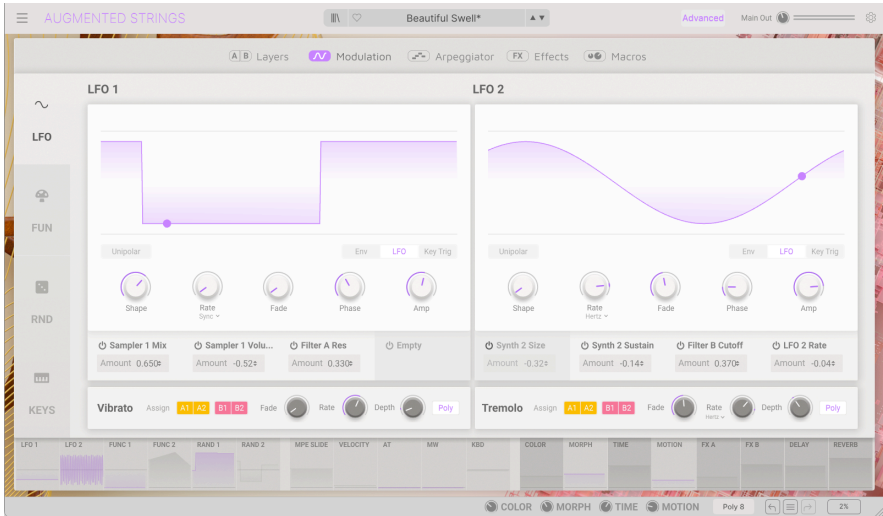 AUGMENTED STRINGS
Beautiful Swell*
Advanced
Main Out
A B Layers
Modulation
Arpeggiator
FX Effects
Macros
LFO 1
LFO 2
LFO
FUN
RND
KEYS
Unipolar
Env LFO Key Trig
Unipolar
Env LFO Key Trig
Shape Rate Fade Phase Amp
Sync
Shape Rate Fade Phase Amp
Hertz
Sampler 1 Mix
Sampler 1 Volu...
Filter A Res
Empty
Amount 0.650
Amount -0.52
Amount 0.330
Synth 2 Size
Synth 2 Sustain
Filter B Cutoff
LFO 2 Rate
Amount -0.32
Amount -0.14
Amount 0.370
Amount -0.04
Vibrato Assign A1 A2 B1 B2 Fade Rate Depth Poly
Tremolo Assign A1 A2 B1 B2 Fade Rate Depth Poly
Hertz
LFO 1 LFO 2 FUNC 1 FUNC 2 RAND 1 RAND 2 MPE SLIDE VELOCITY AT MW KBD COLOR MORPH TIME MOTION FX A FX B DELAY REVERB
COLOR MORPH TIME MOTION Poly 8 2%